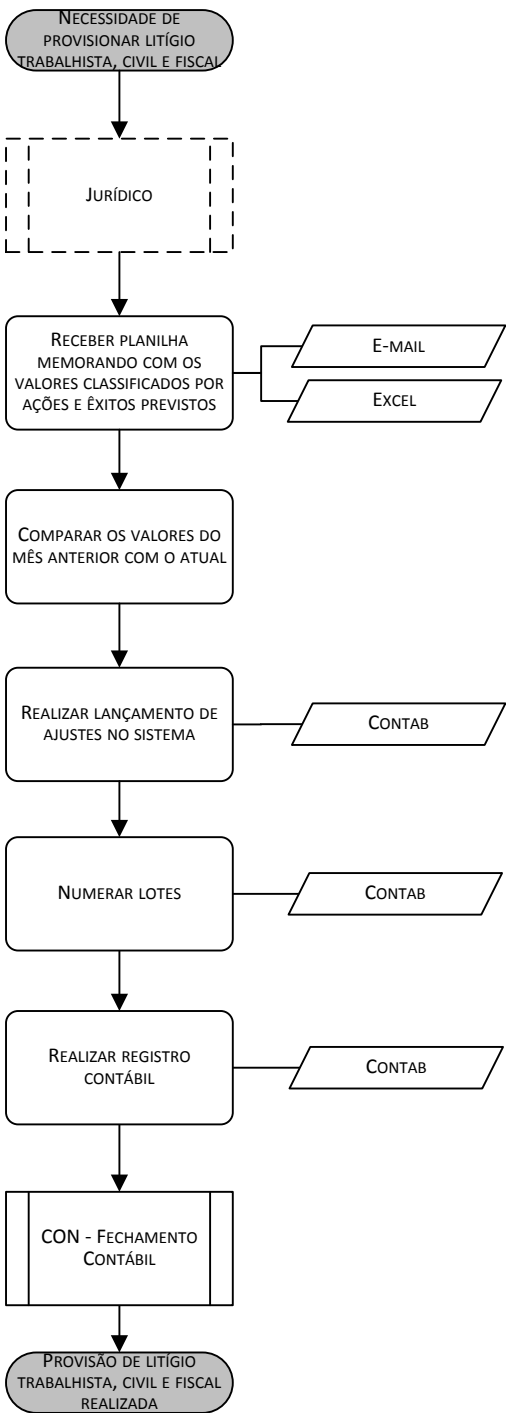 NECESSIDADE DE
PROVISIONAR LITÍGIO
TRABALHISTA, CIVIL E FISCAL
JURÍDICO
RECEBER PLANILHA
MEMORANDO COM OS
VALORES CLASSIFICADOS POR
AÇÕES E ÊXITOS PREVISTOS
E-MAIL
EXCEL
COMPARAR OS VALORES DO
MÊS ANTERIOR COM O ATUAL
REALIZAR LANÇAMENTO DE
AJUSTES NO SISTEMA
CONTAB
NUMERAR LOTES
CONTAB
REALIZAR REGISTRO
CONTÁBIL
CONTAB
CON - FECHAMENTO
CONTÁBIL
PROVISÃO DE LITÍGIO
TRABALHISTA, CIVIL E FISCAL
REALIZADA